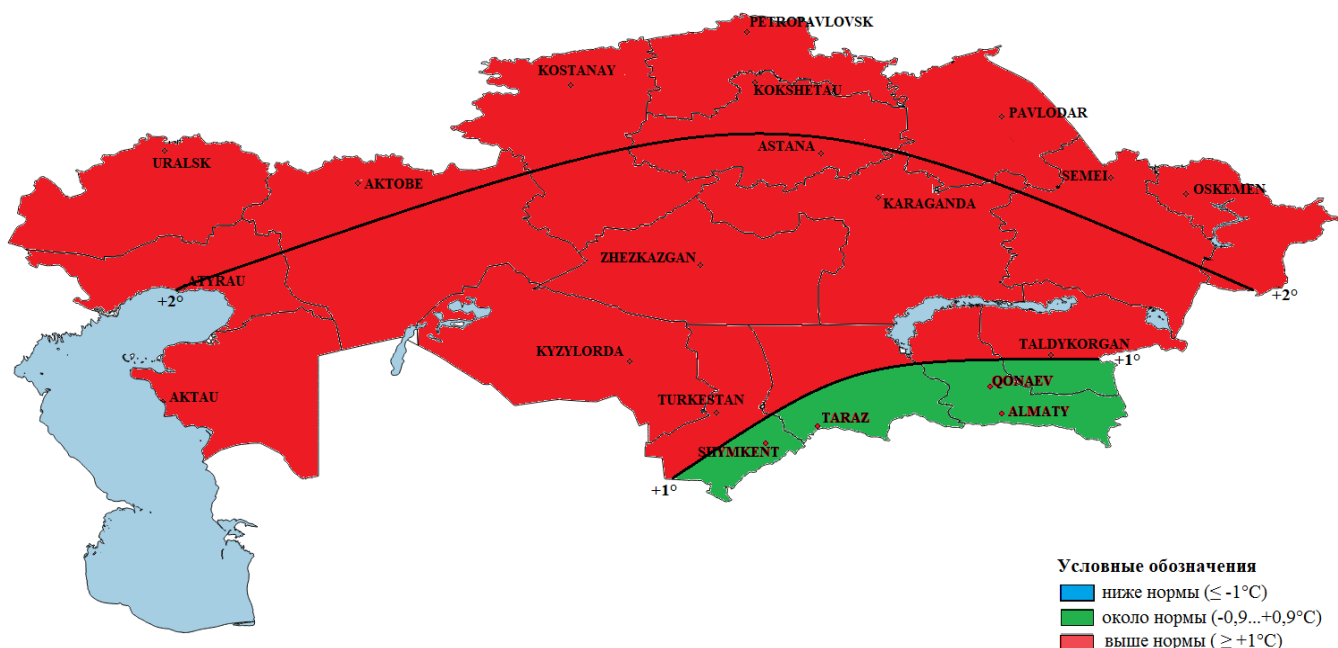 PETROPAVLOVSK
KOSTANAY
KOKSHETAU
PAVLODAR
ASTANA
URALSK
SEMEI
AKTOBE
OSKEMEN
KARAGANDA
ZHEZKAZGAN
ATYRAU
+2°
+2°
TALDYKORGAN
KYZYLORDA
+1°
QONAEV
AKTAU
TURKESTAN
TARAZ
ALMATY
SHYMKENT
+1°
Условные обозначения
ниже нормы (≤ -1°C)
около нормы (-0,9...+0,9°C)
выше нормы ( ≥ +1°C)